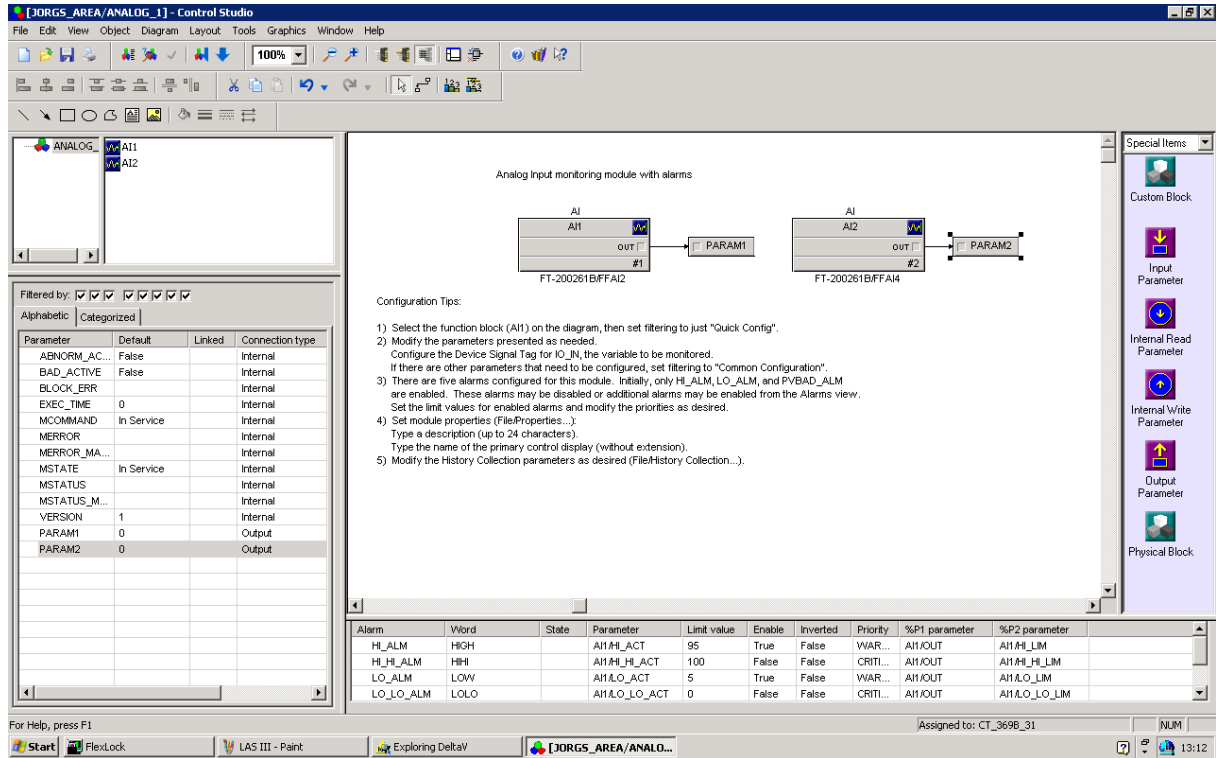 [JORGS_AREA/ANALOG_1] - Control Studio
File Edit View Object Diagram Layout Tools Graphics Window Help
100%
ANALOG_
AI1
AI2
Filtered by:
Alphabetic Categorized
Parameter Default Linked Connection type
ABNORM_AC... False Internal
BAD_ACTIVE False Internal
BLOCK_ERR Internal
EXEC_TIME 0 Internal
MCOMMAND In Service Internal
MERROR Internal
MERROR_MA... Internal
MSTATE In Service Internal
MSTATUS Internal
MSTATUS_M... Internal
VERSION 1 Internal
PARAM1 0 Output
PARAM2 0 Output
Analog Input monitoring module with alarms
AI
AI1
OUT
#1
FT-200261B/FFAI2
PARAM1
AI
AI2
OUT
#2
FT-200261B/FFAI4
PARAM2
Configuration Tips:
1) Select the function block (AI1) on the diagram, then set filtering to just "Quick Config".
2) Modify the parameters presented as needed.
Configure the Device Signal Tag for IO_IN, the variable to be monitored.
If there are other parameters that need to be configured, set filtering to "Common Configuration".
3) There are five alarms configured for this module. Initially, only HI_ALM, LO_ALM, and PVBAD_ALM
are enabled. These alarms may be disabled or additional alarms may be enabled from the Alarms view.
Set the limit values for enabled alarms and modify the priorities as desired.
4) Set module properties (File/Properties...):
Type a description (up to 24 characters).
Type the name of the primary control display (without extension).
5) Modify the History Collection parameters as desired (File/History Collection...).
Special Items
Custom Block
Input
Parameter
Internal Read
Parameter
Internal Write
Parameter
Output
Parameter
Physical Block
Alarm Word State Parameter Limit value Enable Inverted Priority %P1 parameter %P2 parameter
HI_ALM HIGH AI1/HI_ACT 95 True False WAR... AI1/OUT AI1/HI_LIM
HI_HI_ALM HIHI AI1/HI_HI_ACT 100 False False CRITI... AI1/OUT AI1/HI_HI_LIM
LO_ALM LOW AI1/LO_ACT 5 True False WAR... AI1/OUT AI1/LO_LIM
LO_LO_ALM LOLO AI1/LO_LO_ACT 0 False False CRITI... AI1/OUT AI1/LO_LO_LIM
For Help, press F1
Assigned to: CT_369B_31
NUM
Start FlexLock LAS III - Paint Exploring DeltaV [JORGS_AREA/ANALO... 13:12